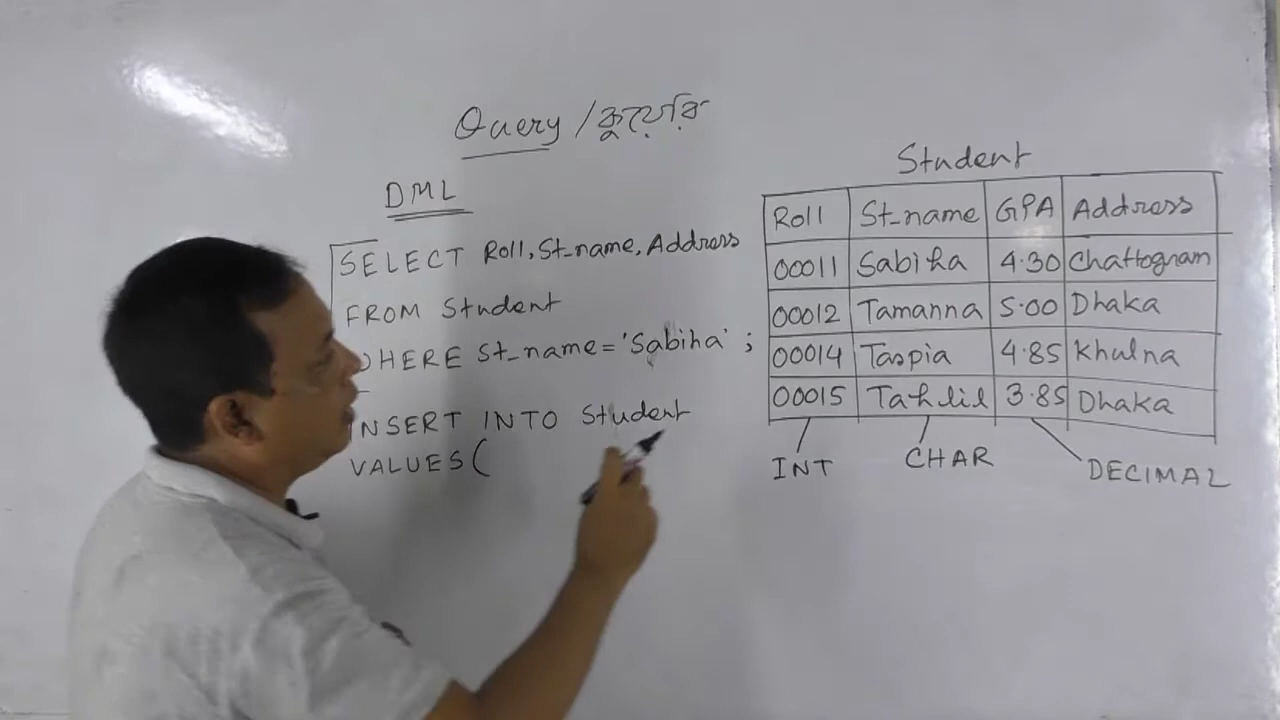 Query / কুয়েরি
DML
SELECT Roll, St_name, Address
FROM Student
WHERE St_name = 'Sabiha' ;
INSERT INTO Student
VALUES (
Student
Roll St_name GPA Address
00011 Sabiha 4.30 Chattogram
00012 Tamanna 5.00 Dhaka
00014 Taspia 4.85 Khulna
00015 Tahlil 3.85 Dhaka
INT CHAR DECIMAL